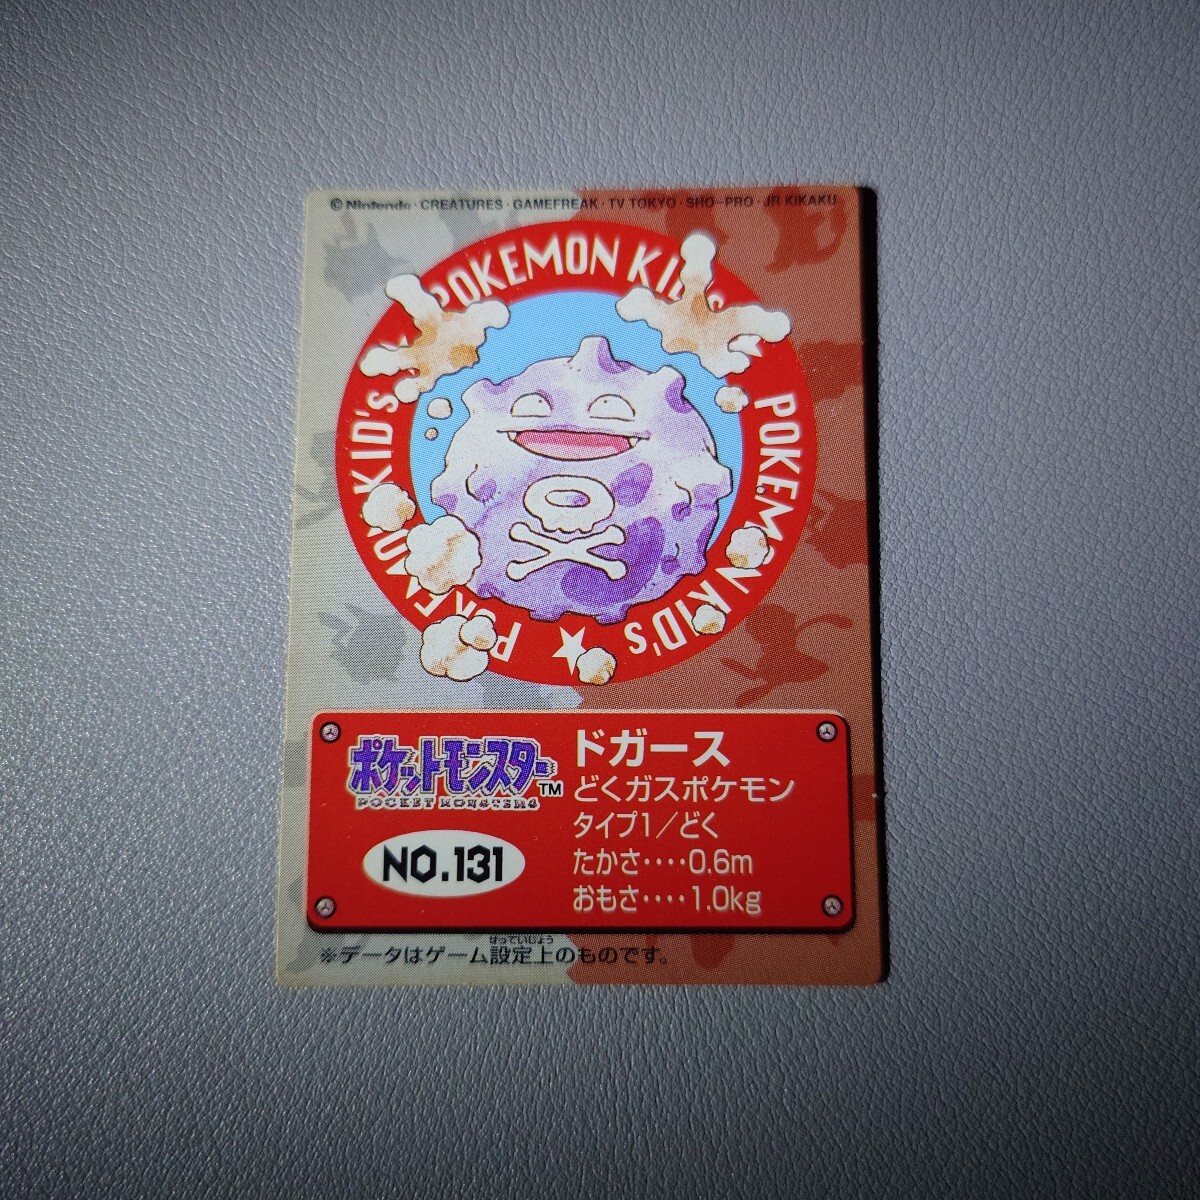 ©Nintendo・CREATURES・GAMEFREAK・TV TOKYO・SHO-PRO・JR KIKAKU
POKEMON KID's
POKEMON KID's
POKEMON KID's
ポケットモンスター™
POCKET MONSTERS
NO.131
ドガース
どくガスポケモン
タイプ1/どく
たかさ‥‥0.6m
おもさ‥‥1.0kg
せっていじょう
※データはゲーム設定上のものです。